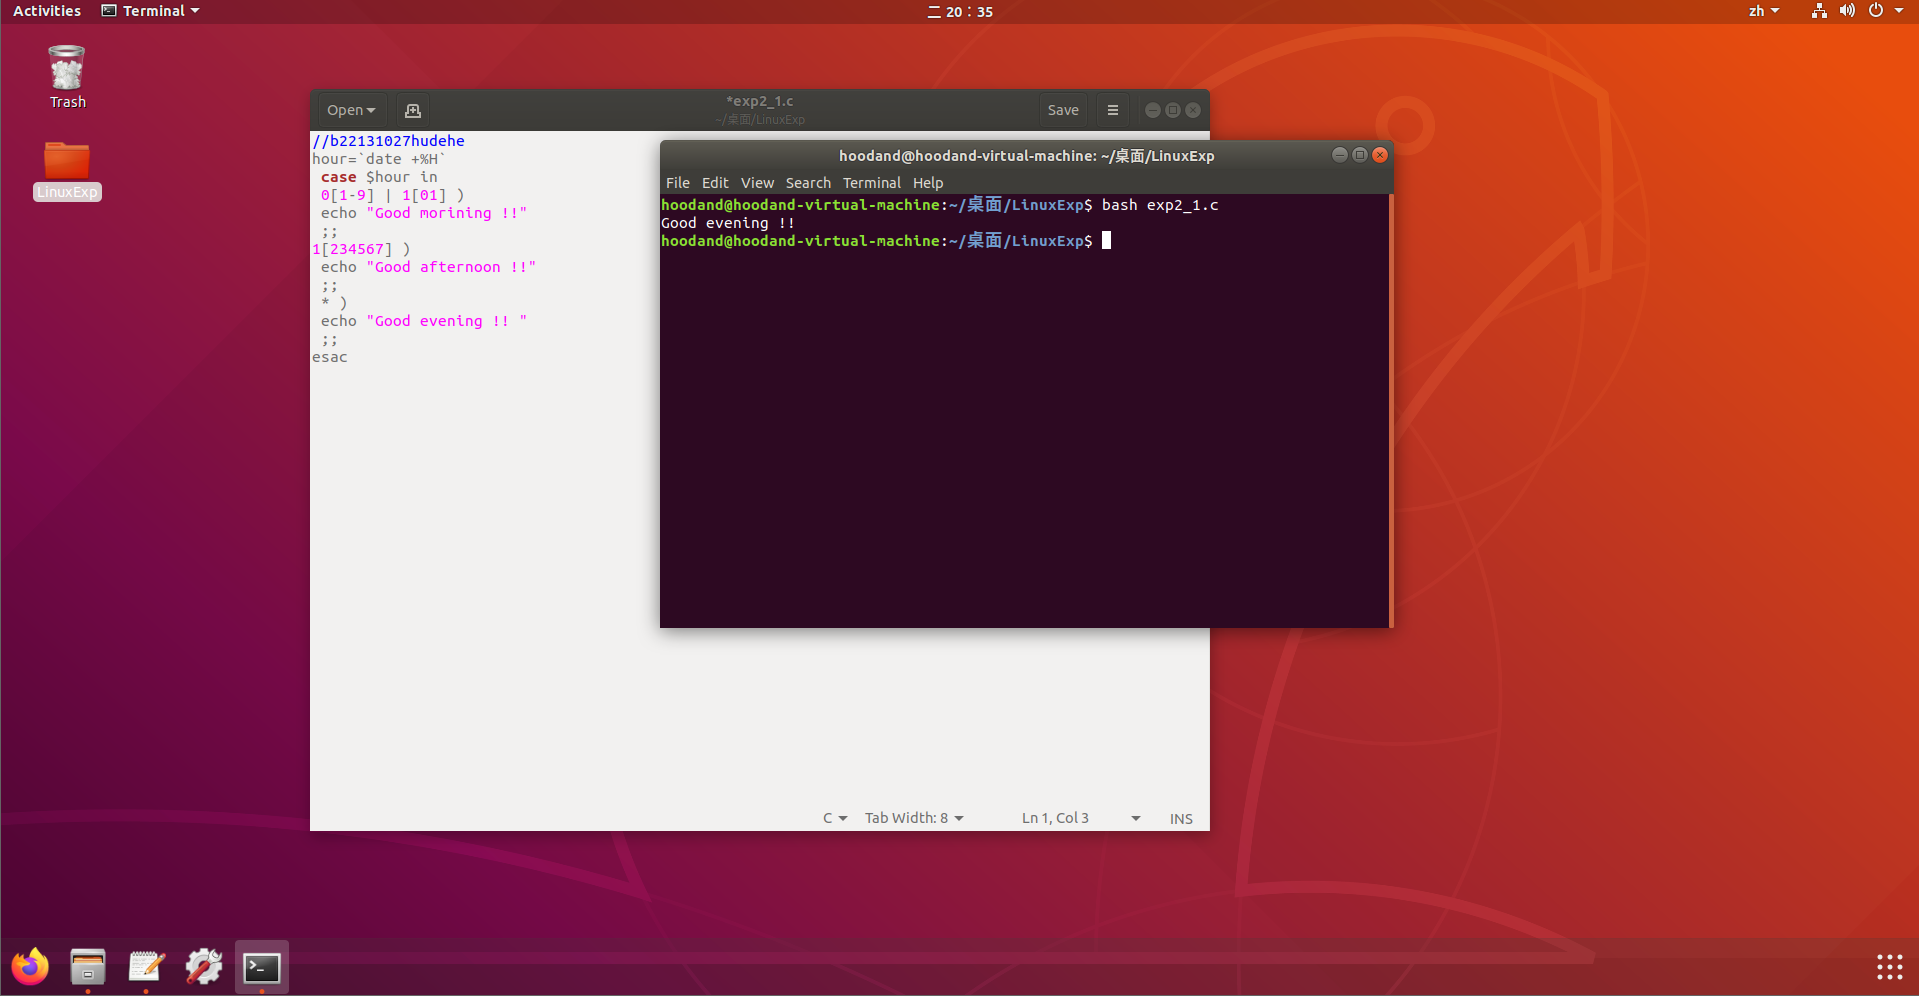 Activities
Terminal
二 20：35
zh
Trash
LinuxExp
Open
*exp2_1.c
~/桌面/LinuxExp
Save
//b22131027hudehe
hour=`date +%H`
case $hour in
0[1-9] | 1[01] )
echo "Good morining !!"
;;
1[234567] )
echo "Good afternoon !!"
;;
* )
echo "Good evening !! "
;;
esac
C
Tab Width: 8
Ln 1, Col 3
INS
hoodand@hoodand-virtual-machine: ~/桌面/LinuxExp
File Edit View Search Terminal Help
hoodand@hoodand-virtual-machine:~/桌面/LinuxExp$ bash exp2_1.c
Good evening !!
hoodand@hoodand-virtual-machine:~/桌面/LinuxExp$